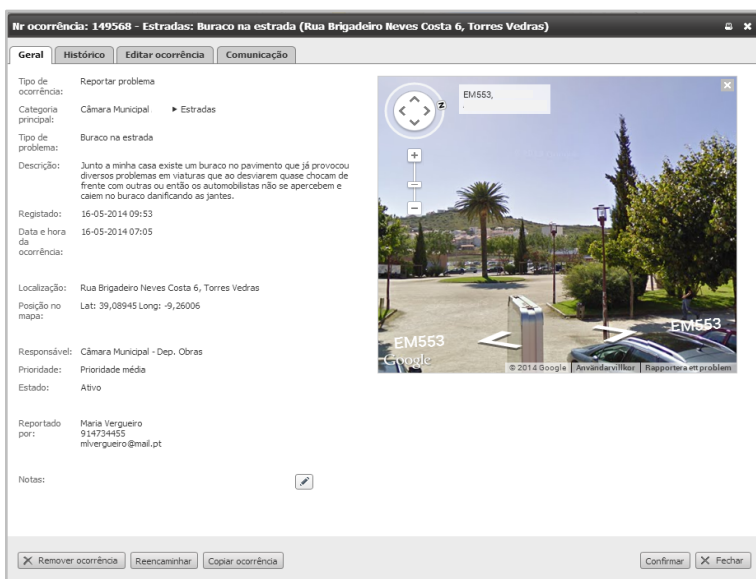 Nr ocorrência: 149568 - Estradas: Buraco na estrada (Rua Brigadeiro Neves Costa 6, Torres Vedras)
Geral Histórico Editar ocorrência Comunicação
Tipo de ocorrência: Reportar problema
Categoria principal: Câmara Municipal ► Estradas
Tipo de problema: Buraco na estrada
Descrição: Junto a minha casa existe um buraco no pavimento que já provocou
diversos problemas em viaturas que ao desviarem quase chocam de
frente com outras ou então os automobilistas não se apercebem e
caiem no buraco danificando as jantes.
Registado: 16-05-2014 09:53
Data e hora da ocorrência: 16-05-2014 07:05
Localização: Rua Brigadeiro Neves Costa 6, Torres Vedras
Posição no mapa: Lat: 39,08945 Long: -9,26006
Responsável: Câmara Municipal - Dep. Obras
Prioridade: Prioridade média
Estado: Ativo
Reportado por: Maria Vergueiro
914734455
mlvergueiro@mail.pt
Notas:
EM553,
N
EM553
EM553
Google
© 2014 Google Användarvillkor Rapportera ett problem
Remover ocorrência Reencaminhar Copiar ocorrência Confirmar Fechar